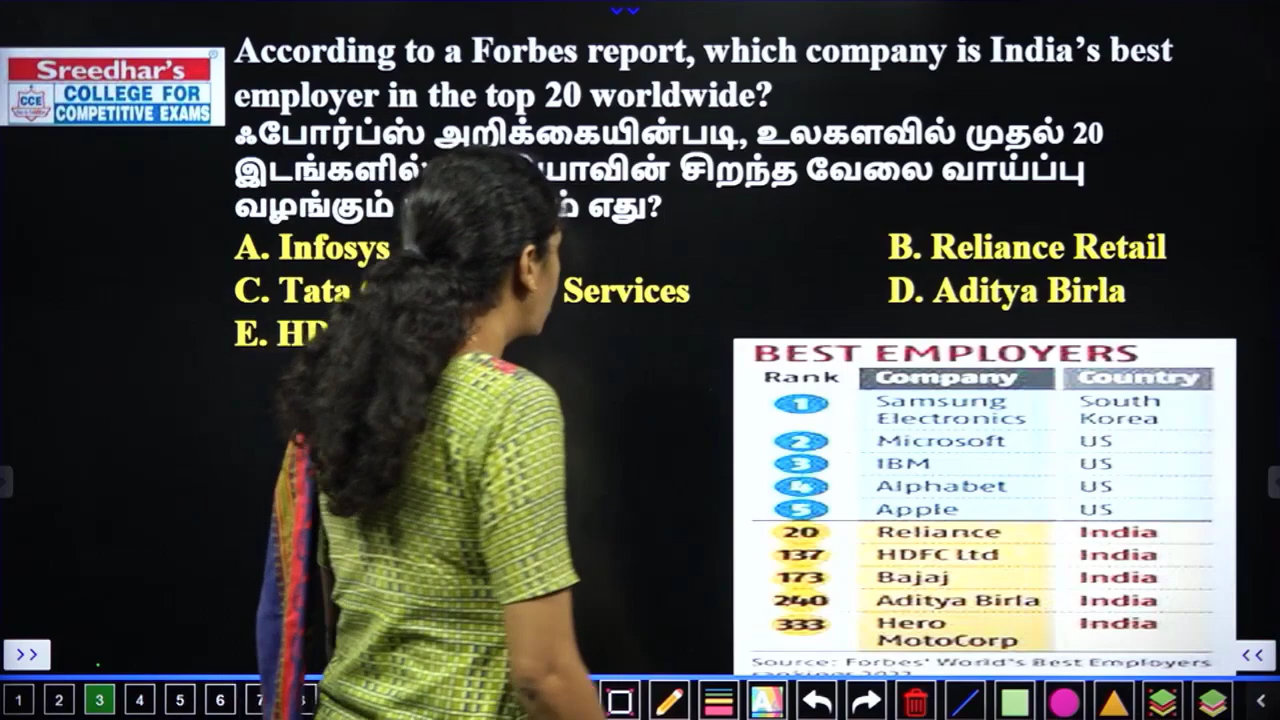 Sreedhar's
CCE
COLLEGE FOR
COMPETITIVE EXAMS
According to a Forbes report, which company is India’s best
employer in the top 20 worldwide?
ஃபோர்ப்ஸ் அறிக்கையின்படி, உலகளவில் முதல் 20
சிறந்த வேலை வாய்ப்பு
வழங்கும் எது?
A. Infosys
B. Reliance Retail
C. Tata Services
D. Aditya Birla
E.
BEST EMPLOYERS
Rank Company Country
1 Samsung Electronics South Korea
2 Microsoft US
3 IBM US
4 Alphabet US
5 Apple US
20 Reliance India
137 HDFC Ltd India
173 Bajaj India
240 Aditya Birla India
333 Hero MotoCorp India
Source: Forbes' World's Best Employers
>>
<<
1 2 3 4 5 6 7